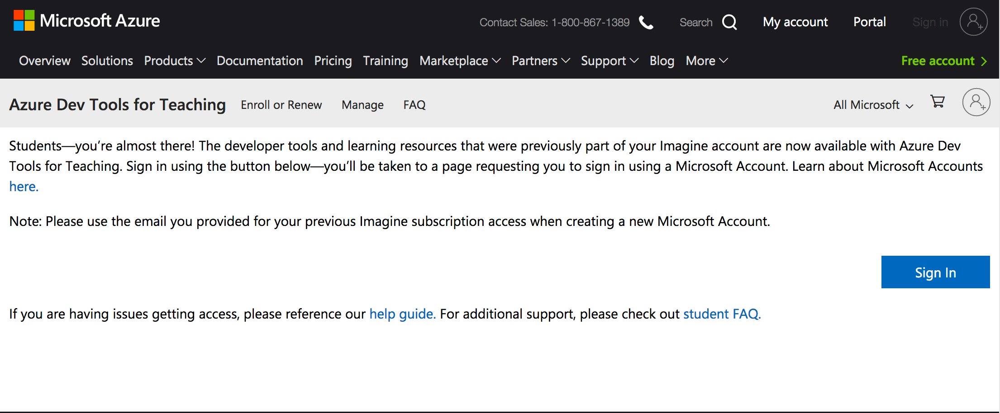 Microsoft Azure
Contact Sales: 1-800-867-1389 Search My account Portal Sign in
Overview Solutions Products Documentation Pricing Training Marketplace Partners Support Blog More Free account
Azure Dev Tools for Teaching Enroll or Renew Manage FAQ All Microsoft
Students—you’re almost there! The developer tools and learning resources that were previously part of your Imagine account are now available with Azure Dev
Tools for Teaching. Sign in using the button below—you’ll be taken to a page requesting you to sign in using a Microsoft Account. Learn about Microsoft Accounts
here.
Note: Please use the email you provided for your previous Imagine subscription access when creating a new Microsoft Account.
Sign In
If you are having issues getting access, please reference our help guide. For additional support, please check out student FAQ.